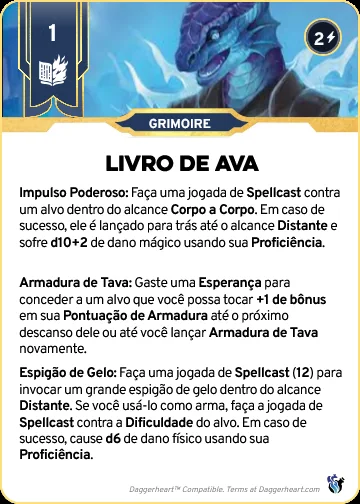 1
2
GRIMOIRE
LIVRO DE AVA
Impulso Poderoso: Faça uma jogada de Spellcast contra
um alvo dentro do alcance Corpo a Corpo. Em caso de
sucesso, ele é lançado para trás até o alcance Distante e
sofre d10+2 de dano mágico usando sua Proficiência.
Armadura de Tava: Gaste uma Esperança para
conceder a um alvo que você possa tocar +1 de bônus
em sua Pontuação de Armadura até o próximo
descanso dele ou até você lançar Armadura de Tava
novamente.
Espigão de Gelo: Faça uma jogada de Spellcast (12) para
invocar um grande espigão de gelo dentro do alcance
Distante. Se você usá-lo como arma, faça a jogada de
Spellcast contra a Dificuldade do alvo. Em caso de
sucesso, cause d6 de dano físico usando sua
Proficiência.
Daggerheart™ Compatible. Terms at Daggerheart.com